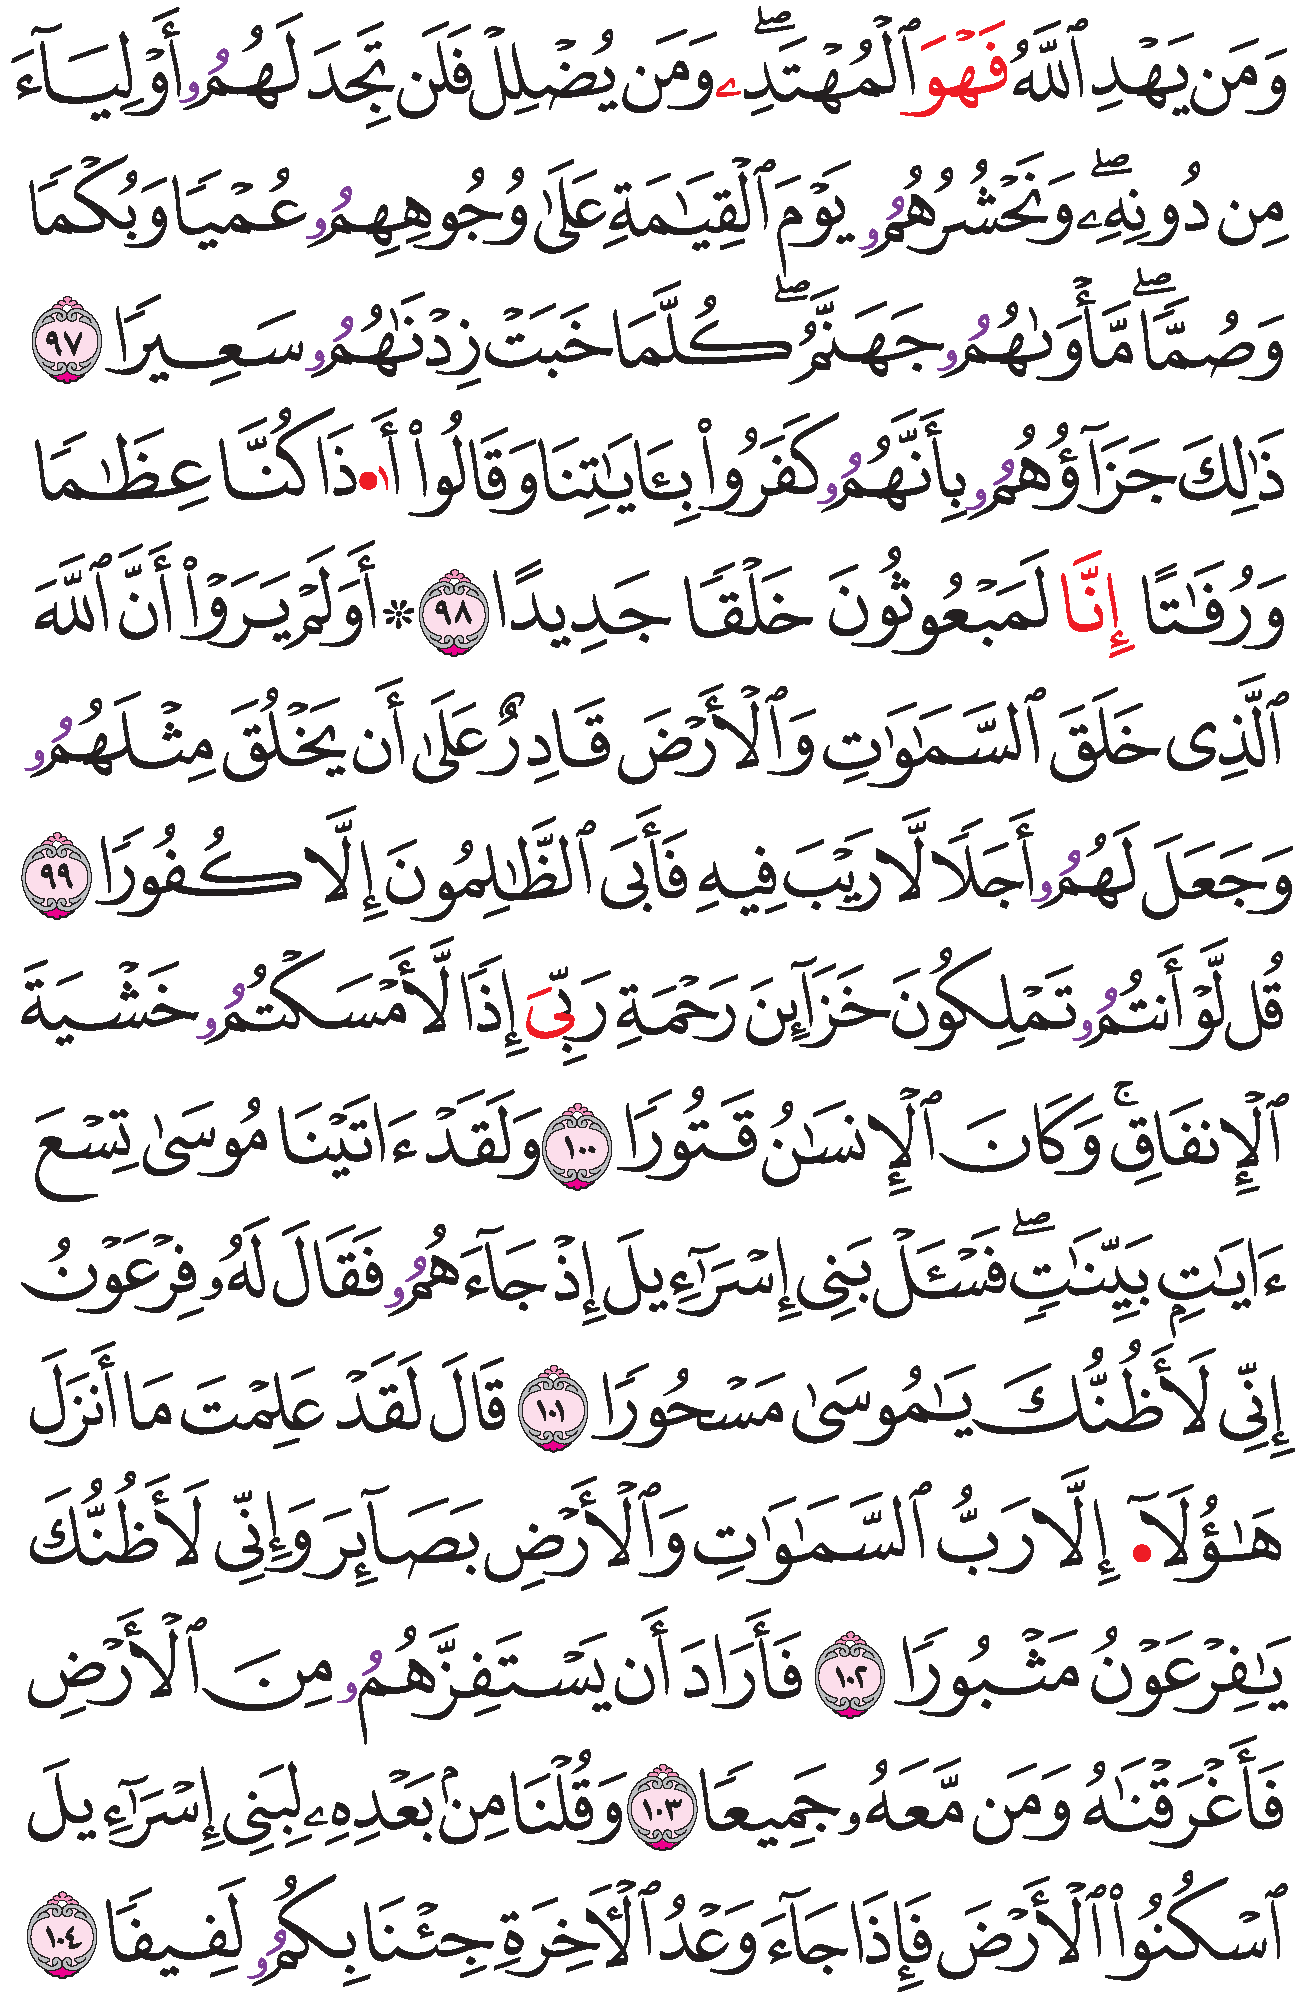 وَمَن يَهْدِ ٱللَّهُ فَهْوَ ٱلْمُهْتَدِۦ ۖ وَمَن يُضْلِلْ فَلَن تَجِدَ لَهُمُۥ أَوْلِيَآءَ
مِن دُونِهِۦ ۖ وَنَحْشُرُهُمُۥ يَوْمَ ٱلْقِيَٰمَةِ عَلَىٰ وُجُوهِهِمُۥ عُمْيًا وَبُكْمًا
وَصُمًّا ۖ مَّأْوَىٰهُمُۥ جَهَنَّمُ ۖ كُلَّمَا خَبَتْ زِدْنَٰهُمُۥ سَعِيرًا ٩٧
ذَٰلِكَ جَزَآؤُهُمُۥ بِأَنَّهُمُۥ كَفَرُوا۟ بِـَٔايَٰتِنَا وَقَالُوا۟ أَ۟•ذَا كُنَّا عِظَٰمًا
وَرُفَٰتًا إِنَّا لَمَبْعُوثُونَ خَلْقًا جَدِيدًا ٩٨ ۞ أَوَلَمْ يَرَوْا۟ أَنَّ ٱللَّهَ
ٱلَّذِى خَلَقَ ٱلسَّمَٰوَٰتِ وَٱلْأَرْضَ قَادِرٌ عَلَىٰ أَن يَخْلُقَ مِثْلَهُمُۥ
وَجَعَلَ لَهُمُۥ أَجَلًا لَّا رَيْبَ فِيهِ فَأَبَى ٱلظَّٰلِمُونَ إِلَّا كُفُورًا ٩٩
قُل لَّوْ أَنتُمُۥ تَمْلِكُونَ خَزَآئِنَ رَحْمَةِ رَبِّىَ إِذًا لَّأَمْسَكْتُمُۥ خَشْيَةَ
ٱلْإِنفَاقِ ۚ وَكَانَ ٱلْإِنسَٰنُ قَتُورًا ١٠٠ وَلَقَدْ ءَاتَيْنَا مُوسَىٰ تِسْعَ
ءَايَٰتٍۭ بَيِّنَٰتٍ ۖ فَسْـَٔلْ بَنِى إِسْرَٰٓءِيلَ إِذْ جَآءَهُمُۥ فَقَالَ لَهُۥ فِرْعَوْنُ
إِنِّى لَأَظُنُّكَ يَٰمُوسَىٰ مَسْحُورًا ١٠١ قَالَ لَقَدْ عَلِمْتَ مَا أَنزَلَ
هَٰؤُلَآ• إِلَّا رَبُّ ٱلسَّمَٰوَٰتِ وَٱلْأَرْضِ بَصَآئِرَ وَإِنِّى لَأَظُنُّكَ
يَٰفِرْعَوْنُ مَثْبُورًا ١٠٢ فَأَرَادَ أَن يَسْتَفِزَّهُمُۥ مِنَ ٱلْأَرْضِ
فَأَغْرَقْنَٰهُ وَمَن مَّعَهُۥ جَمِيعًا ١٠٣ وَقُلْنَا مِنۢ بَعْدِهِۦ لِبَنِى إِسْرَٰٓءِيلَ
ٱسْكُنُوا۟ ٱلْأَرْضَ فَإِذَا جَآءَ وَعْدُ ٱلْـَٔاخِرَةِ جِئْنَا بِكُمُۥ لَفِيفًا ١٠٤